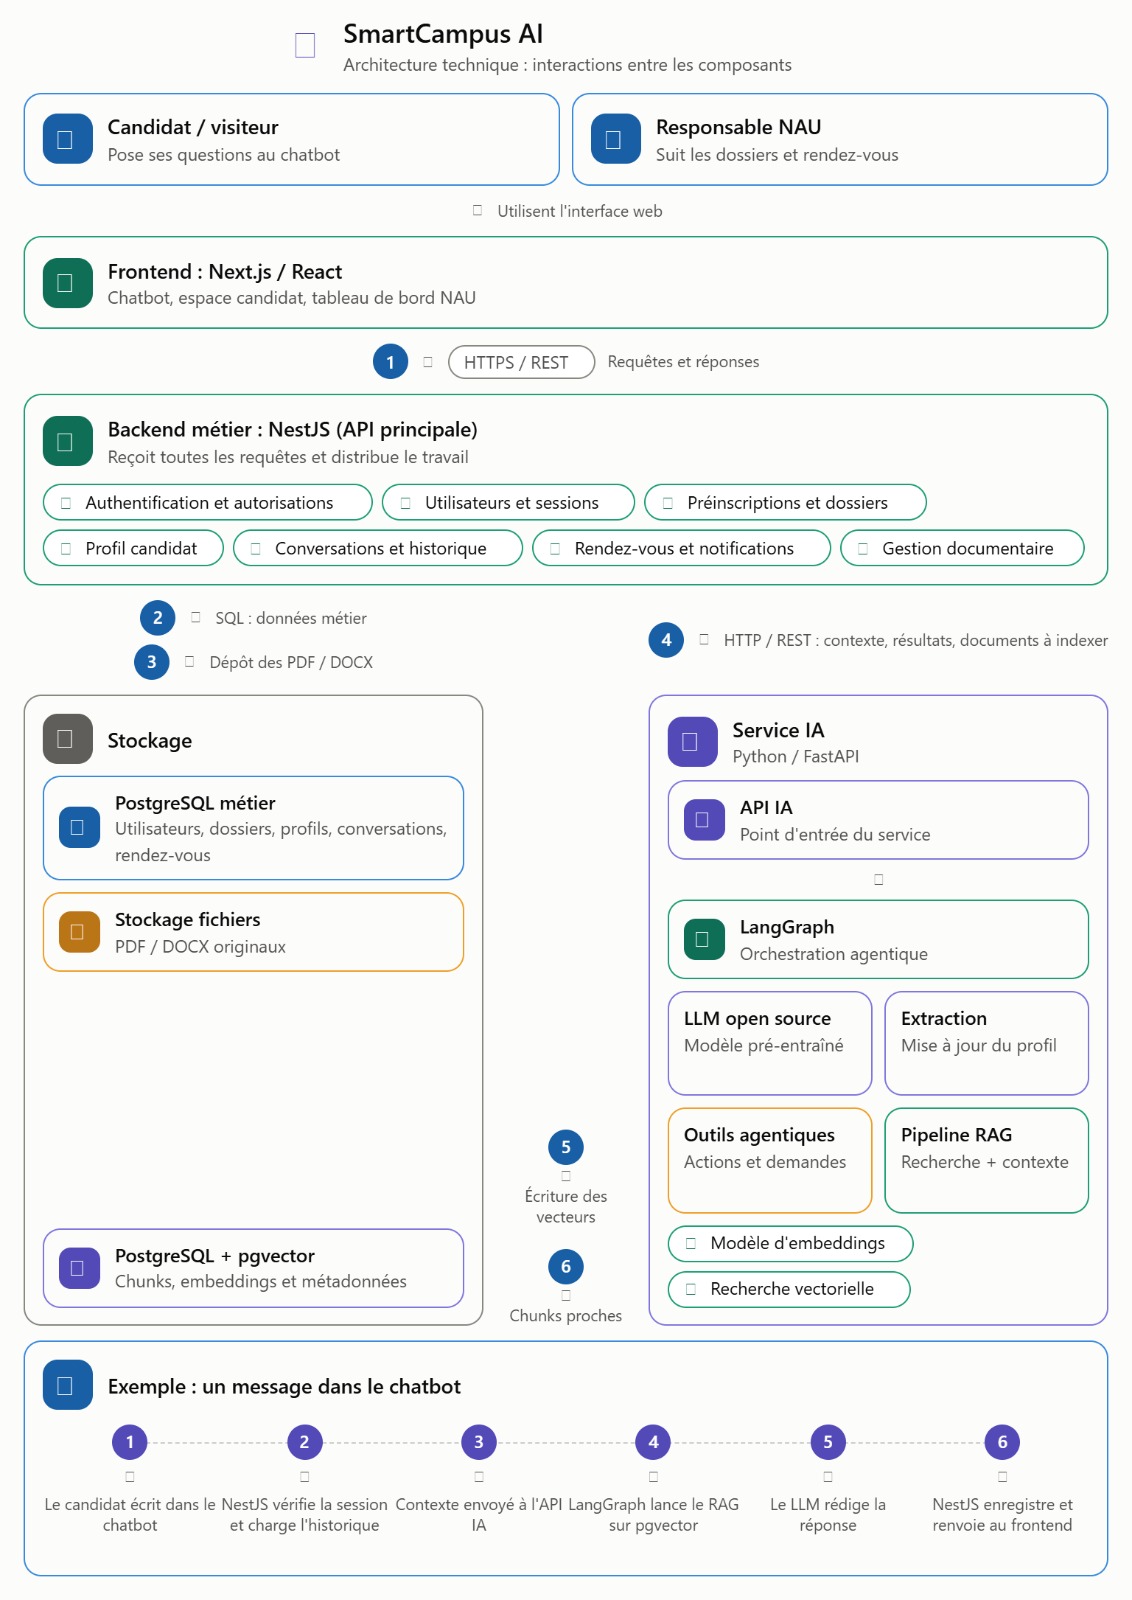 SmartCampus AI
Architecture technique : interactions entre les composants
Candidat / visiteur
Pose ses questions au chatbot
Responsable NAU
Suit les dossiers et rendez-vous
Utilisent l'interface web
Frontend : Next.js / React
Chatbot, espace candidat, tableau de bord NAU
1
HTTPS / REST
Requêtes et réponses
Backend métier : NestJS (API principale)
Reçoit toutes les requêtes et distribue le travail
Authentification et autorisations
Utilisateurs et sessions
Préinscriptions et dossiers
Profil candidat
Conversations et historique
Rendez-vous et notifications
Gestion documentaire
2
SQL : données métier
3
Dépôt des PDF / DOCX
4
HTTP / REST : contexte, résultats, documents à indexer
Stockage
PostgreSQL métier
Utilisateurs, dossiers, profils, conversations,
rendez-vous
Stockage fichiers
PDF / DOCX originaux
PostgreSQL + pgvector
Chunks, embeddings et métadonnées
5
Écriture des
vecteurs
6
Chunks proches
Service IA
Python / FastAPI
API IA
Point d'entrée du service
LangGraph
Orchestration agentique
LLM open source
Modèle pré-entraîné
Extraction
Mise à jour du profil
Outils agentiques
Actions et demandes
Pipeline RAG
Recherche + contexte
Modèle d'embeddings
Recherche vectorielle
Exemple : un message dans le chatbot
1
Le candidat écrit dans le
chatbot
2
NestJS vérifie la session
et charge l'historique
3
Contexte envoyé à l'API
IA
4
LangGraph lance le RAG
sur pgvector
5
Le LLM rédige la
réponse
6
NestJS enregistre et
renvoie au frontend